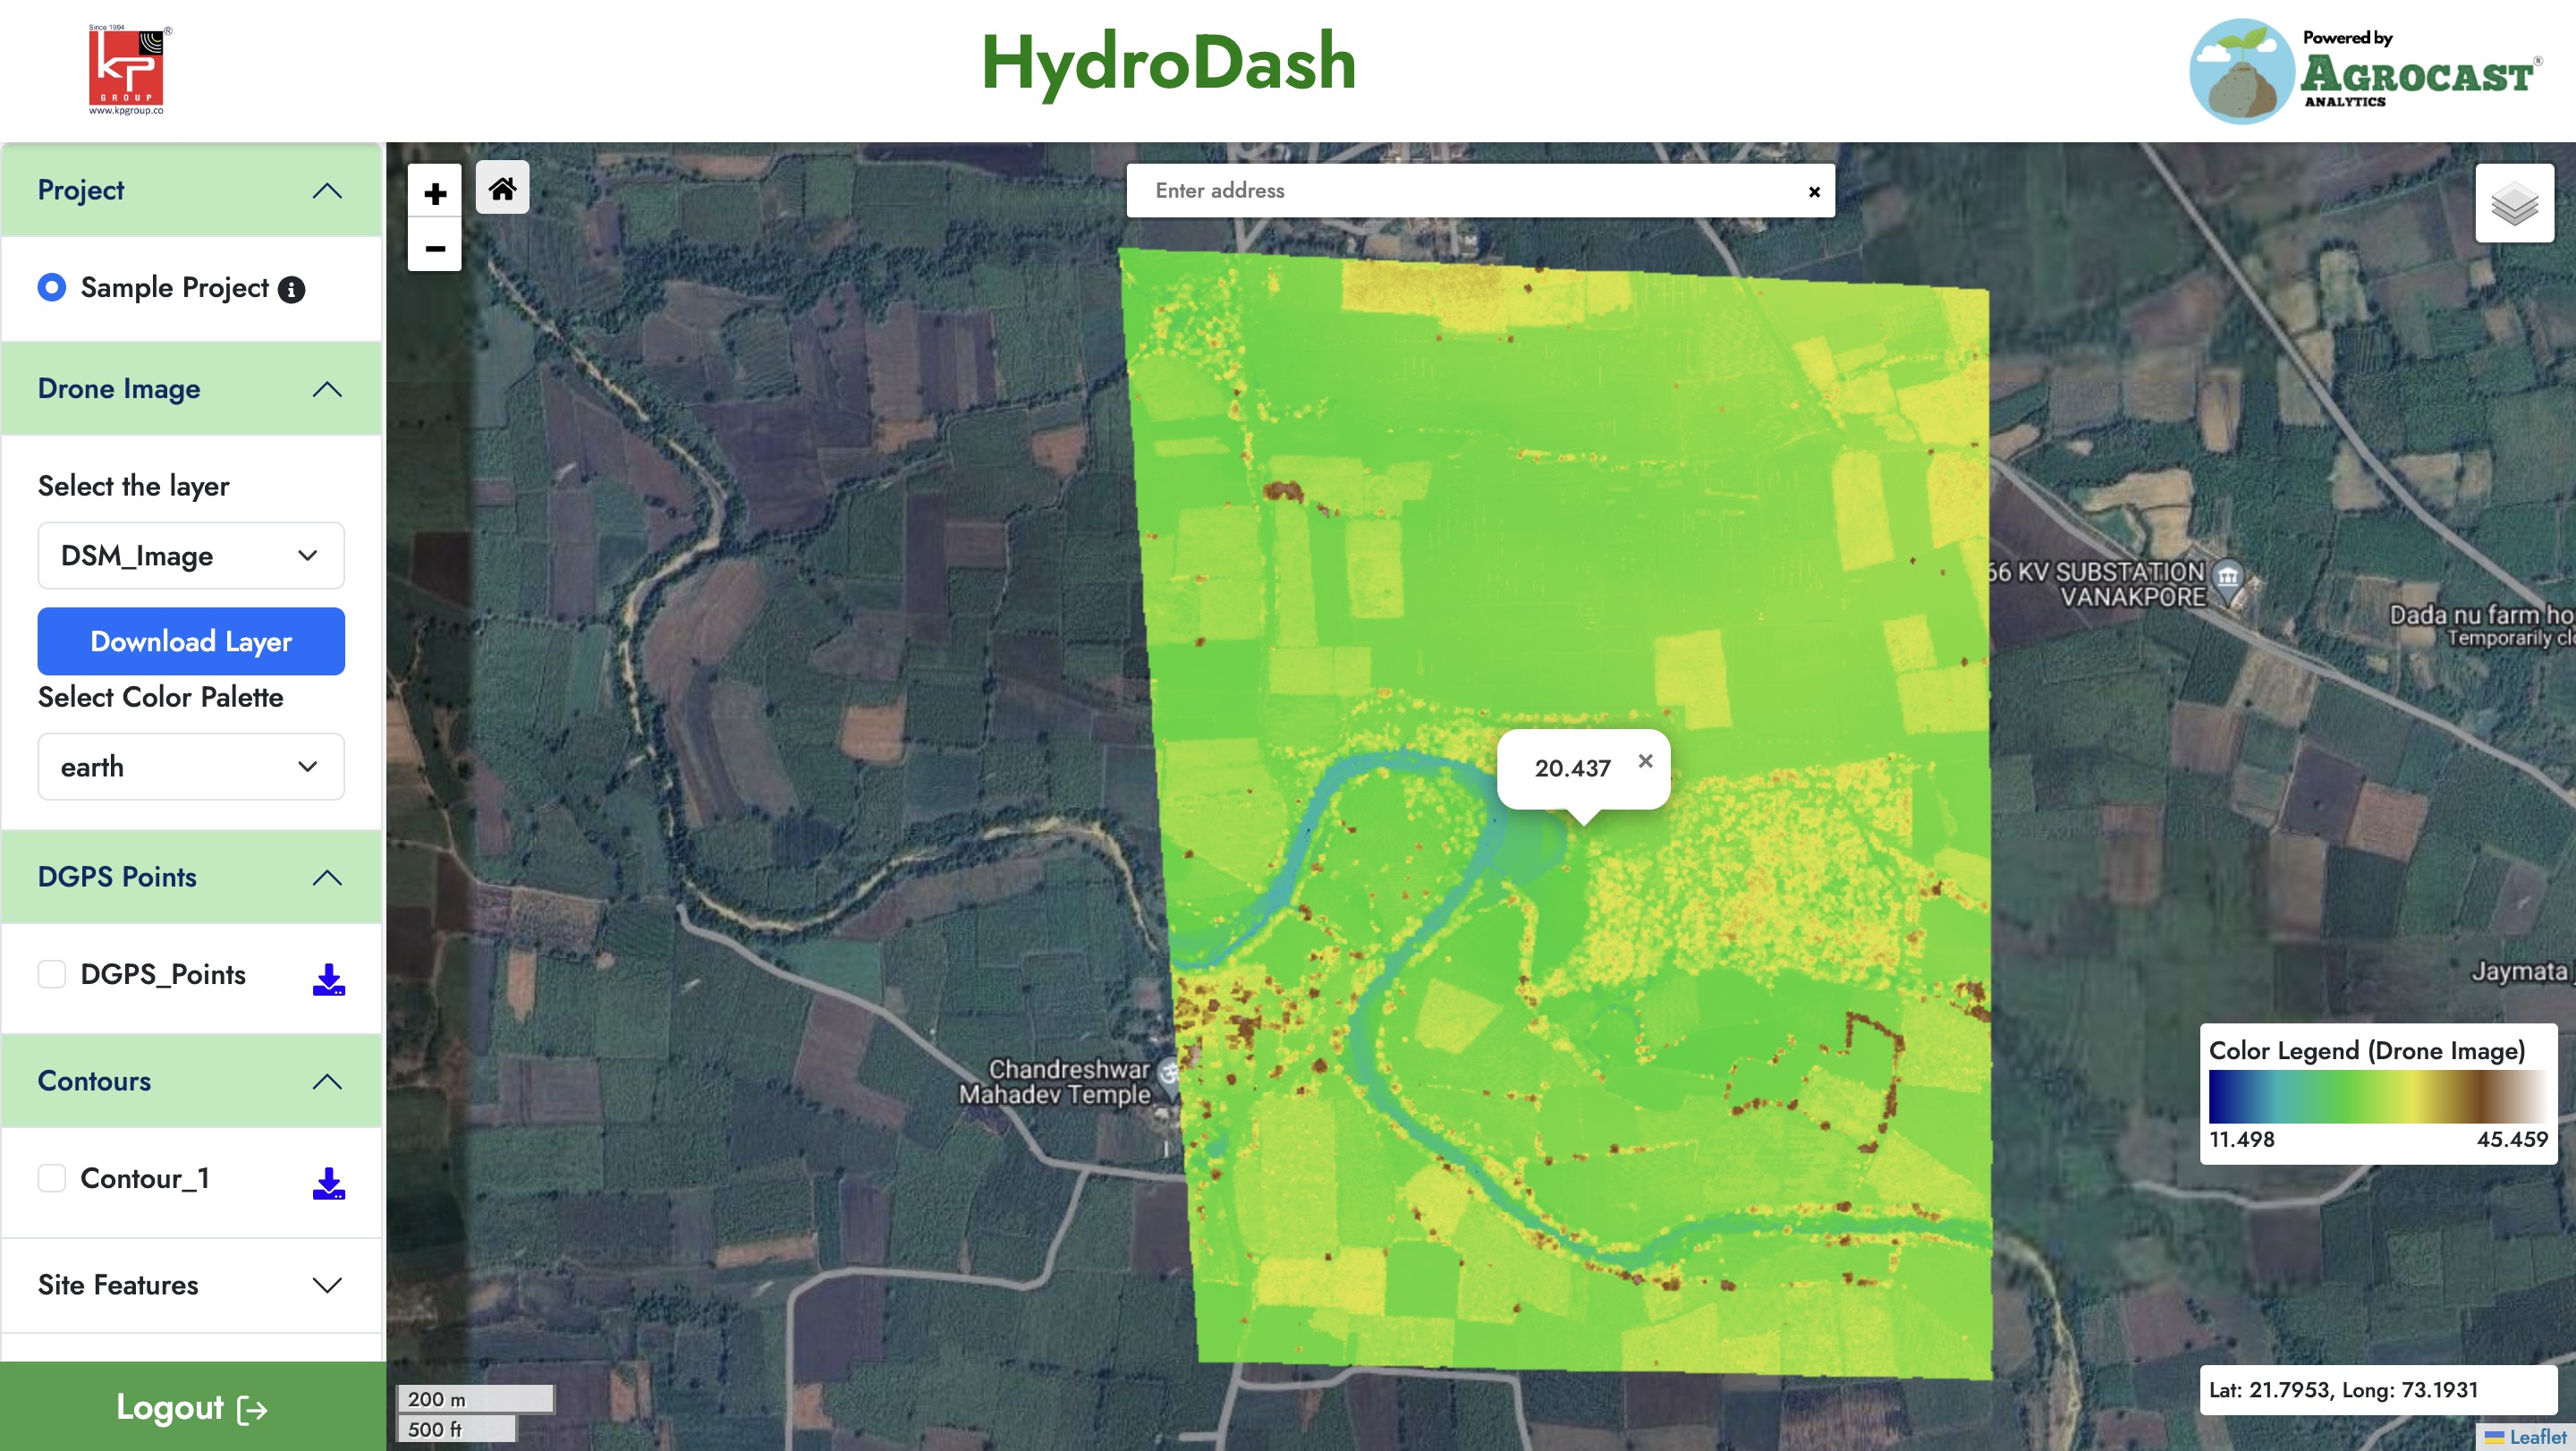 Since 1994
kp
®
GROUP
www.kpgroup.co
HydroDash
Powered by
AGROCAST®
ANALYTICS
Project
Sample Project
Drone Image
Select the layer
DSM_Image
Download Layer
Select Color Palette
earth
DGPS Points
DGPS_Points
Contours
Contour_1
Site Features
Logout
+
−
Enter address
×
20.437 ×
66 KV SUBSTATION
VANAKPORE
Dada nu farm ho
Temporarily cl
Jaymata
Chandreshwar
Mahadev Temple
Color Legend (Drone Image)
11.498 45.459
Lat: 21.7953, Long: 73.1931
200 m
500 ft
Leaflet